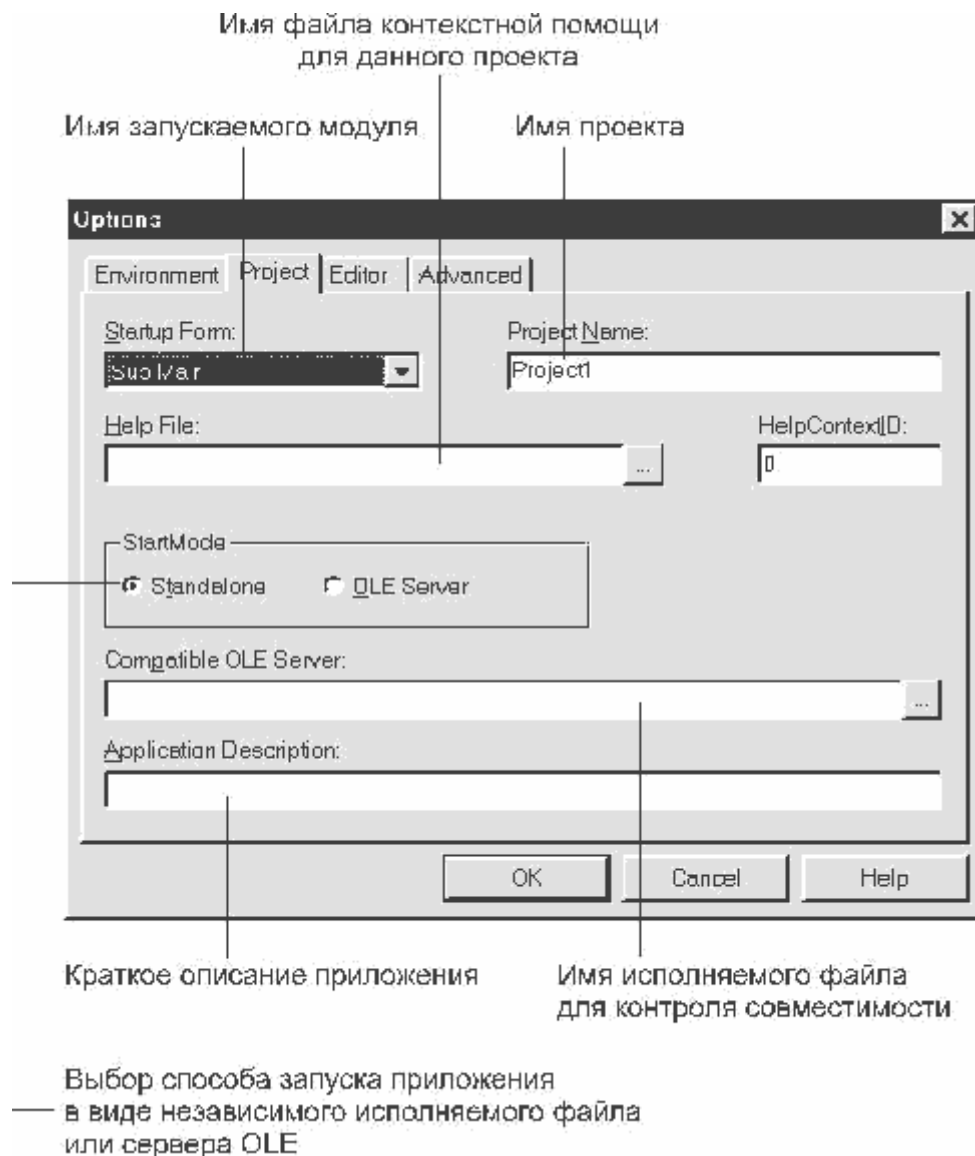 Имя файла контекстной помощи
для данного проекта
Имя запускаемого модуля
Имя проекта
Options
Environment Project Editor Advanced
Startup Form:
Project Name:
Sub Main
Project1
Help File:
HelpContextID:
...
0
StartMode
Standalone
OLE Server
Compatible OLE Server:
...
Application Description:
OK Cancel Help
Краткое описание приложения
Имя исполняемого файла
для контроля совместимости
Выбор способа запуска приложения
в виде независимого исполняемого файла
или сервера OLE